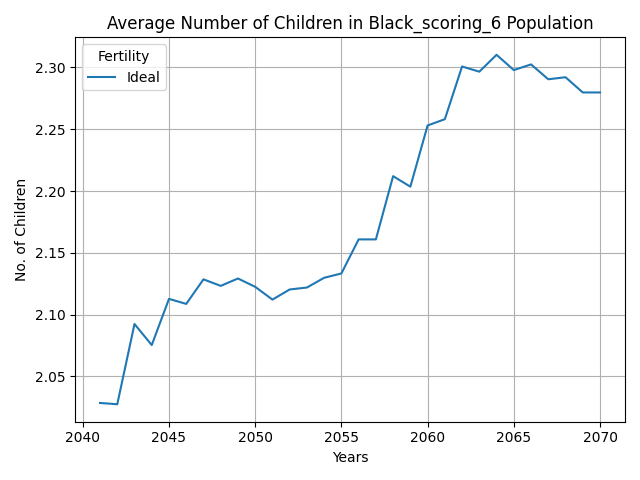 Average Number of Children in Black_scoring_6 Population
Fertility
Ideal
No. of Children
2.30
2.25
2.20
2.15
2.10
2.05
2040 2045 2050 2055 2060 2065 2070
Years